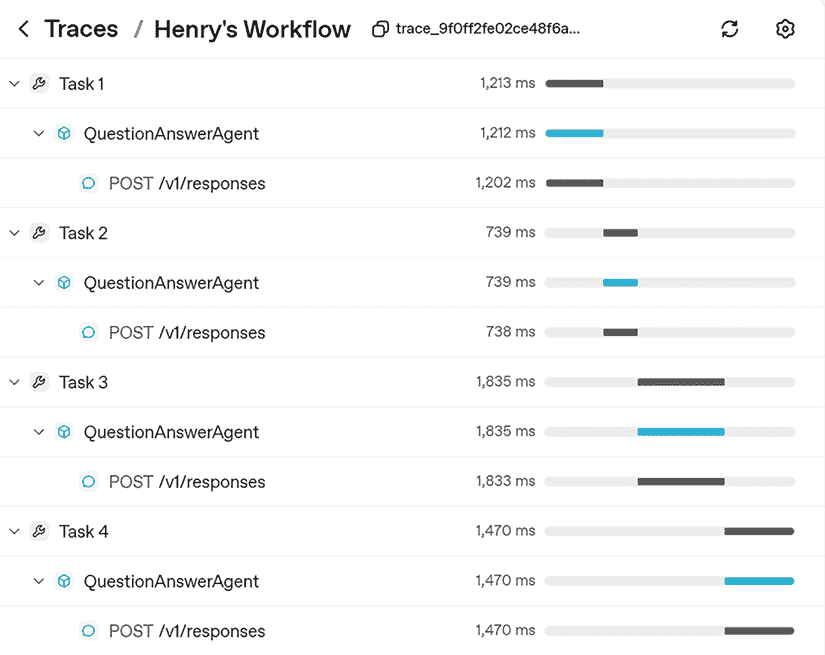 Traces / Henry's Workflow trace_9f0ff2fe02ce48f6a...
Task 1 1,213 ms
QuestionAnswerAgent 1,212 ms
POST /v1/responses 1,202 ms
Task 2 739 ms
QuestionAnswerAgent 739 ms
POST /v1/responses 738 ms
Task 3 1,835 ms
QuestionAnswerAgent 1,835 ms
POST /v1/responses 1,833 ms
Task 4 1,470 ms
QuestionAnswerAgent 1,470 ms
POST /v1/responses 1,470 ms